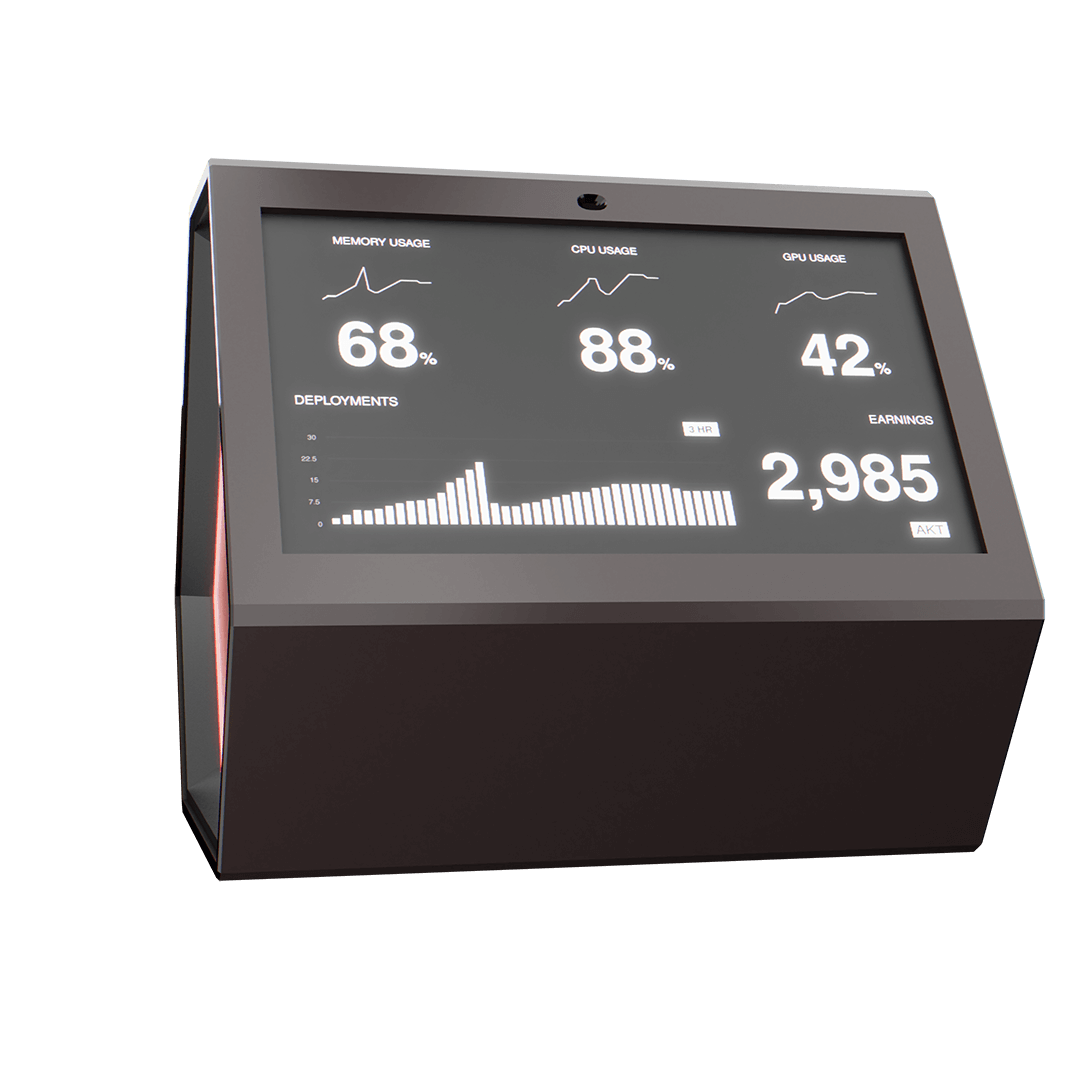 MEMORY USAGE
68%
CPU USAGE
88%
GPU USAGE
42%
DEPLOYMENTS
3 HR
30
22.5
15
7.5
0
EARNINGS
2,985
AKT